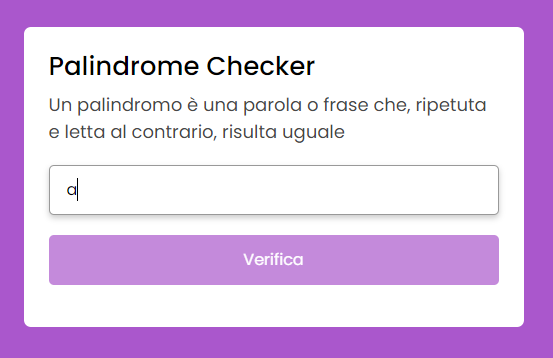 Palindrome Checker
Un palindromo è una parola o frase che, ripetuta
e letta al contrario, risulta uguale
a
Verifica